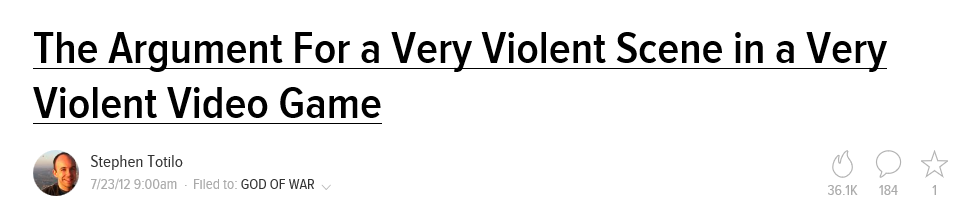 The Argument For a Very Violent Scene in a Very
Violent Video Game
Stephen Totilo
7/23/12 9:00am · Filed to: GOD OF WAR
36.1K 184 1